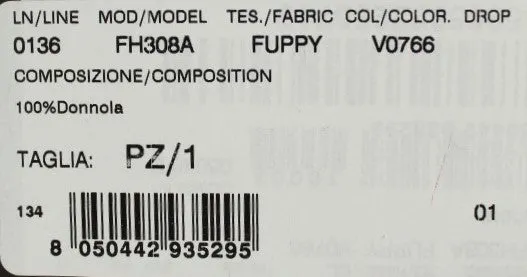 LN/LINE MOD/MODEL TES./FABRIC COL/COLOR. DROP
0136 FH308A FUPPY V0766
COMPOSIZIONE/COMPOSITION
100%Donnola
TAGLIA: PZ/1
134 01
8 050442 935295